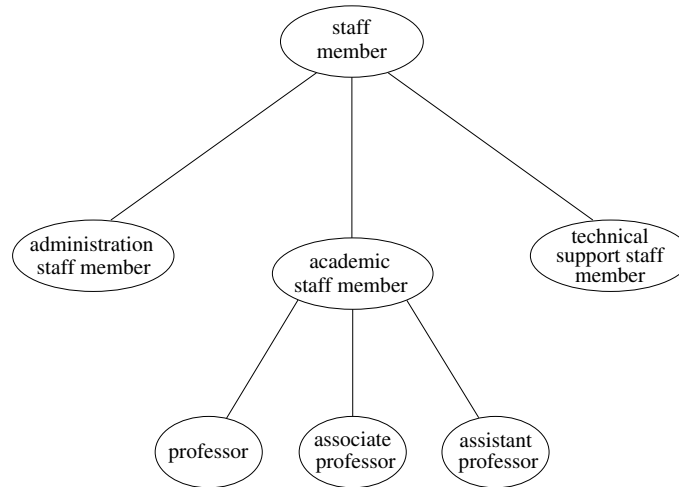 staff
member
administration
staff member
academic
staff member
technical
support staff
member
professor
associate
professor
assistant
professor